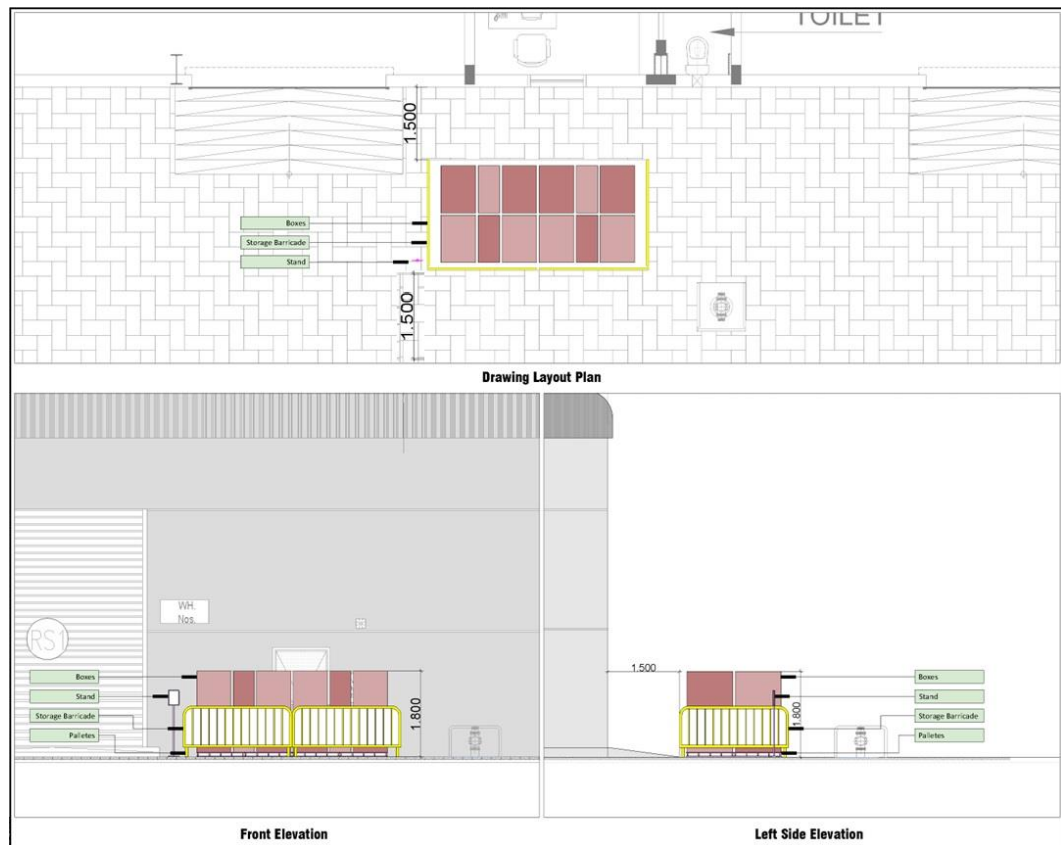 TOILET
1.500
Boxes
Storage Barricade
Stand
1.500
Drawing Layout Plan
WH.
Nos.
RS1
Boxes
Stand
Storage Barricade
Palletes
1.800
Front Elevation
1.500
1.800
Boxes
Stand
Storage Barricade
Palletes
Left Side Elevation